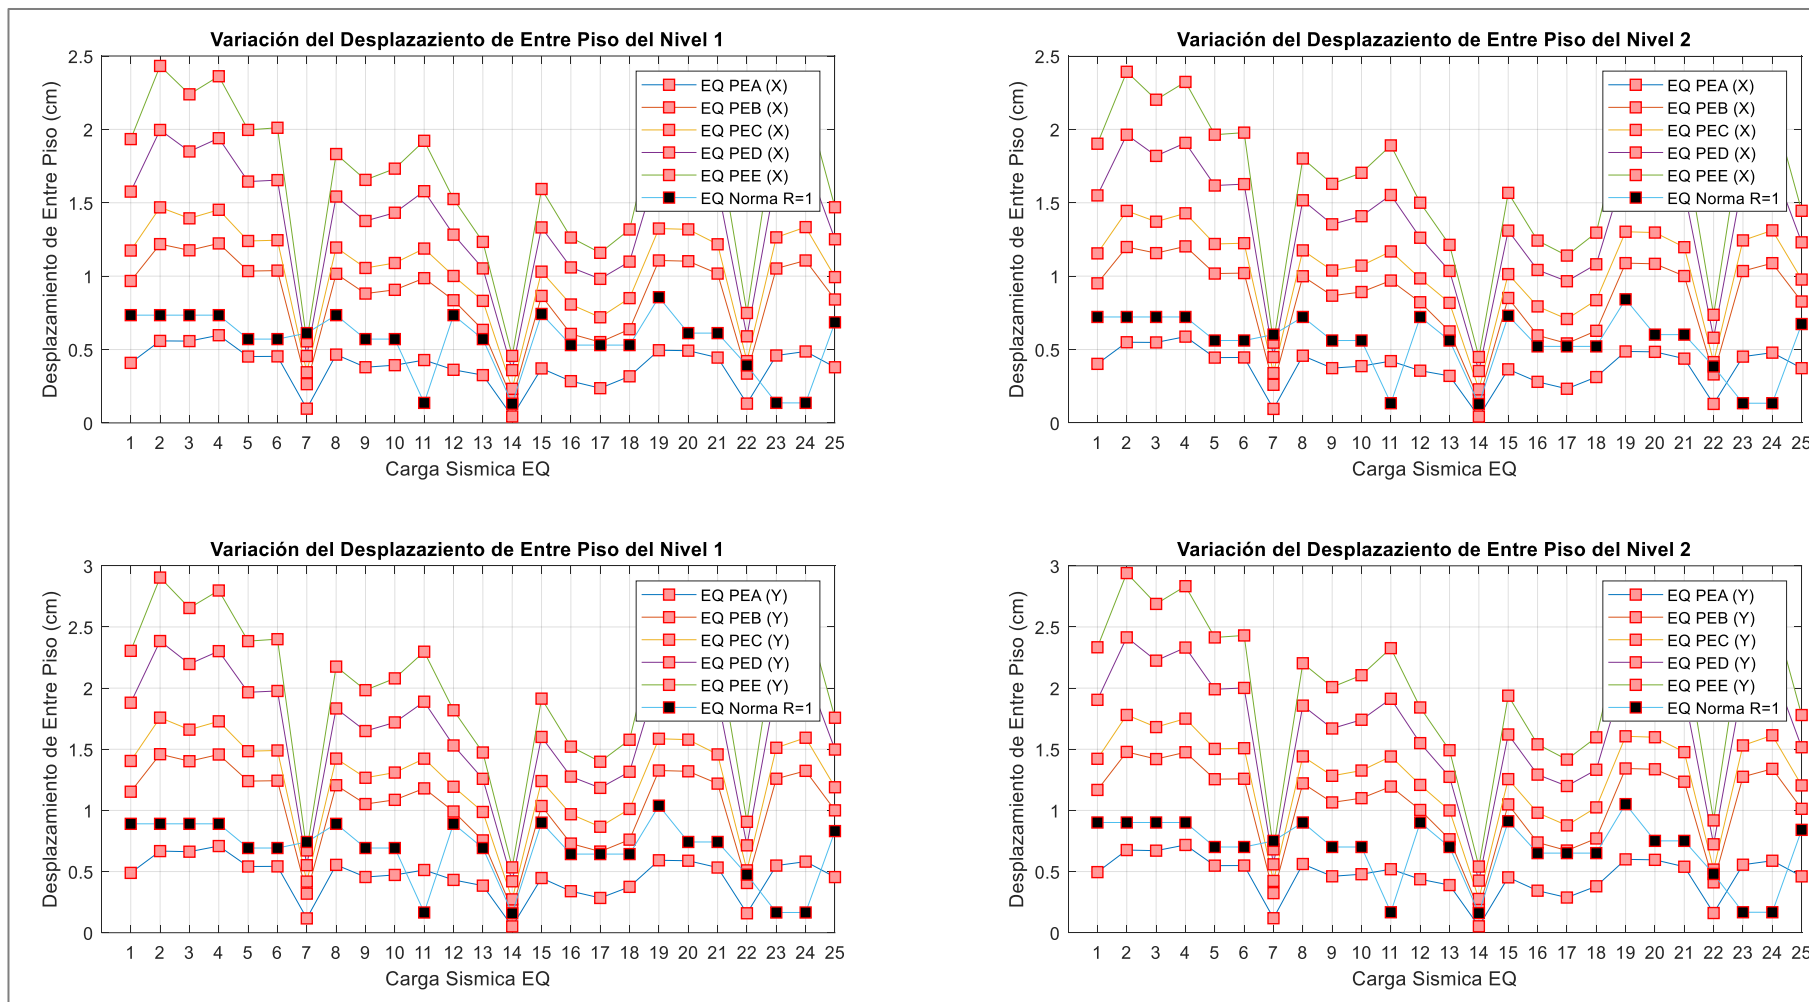 Variación del Desplazaziento de Entre Piso del Nivel 1
Desplazamiento de Entre Piso (cm)
2.5
2
1.5
1
0.5
0
EQ PEA (X)
EQ PEB (X)
EQ PEC (X)
EQ PED (X)
EQ PEE (X)
EQ Norma R=1
1 2 3 4 5 6 7 8 9 10 11 12 13 14 15 16 17 18 19 20 21 22 23 24 25
Carga Sismica EQ
Variación del Desplazaziento de Entre Piso del Nivel 2
Desplazamiento de Entre Piso (cm)
2.5
2
1.5
1
0.5
0
EQ PEA (X)
EQ PEB (X)
EQ PEC (X)
EQ PED (X)
EQ PEE (X)
EQ Norma R=1
1 2 3 4 5 6 7 8 9 10 11 12 13 14 15 16 17 18 19 20 21 22 23 24 25
Carga Sismica EQ
Variación del Desplazaziento de Entre Piso del Nivel 1
Desplazamiento de Entre Piso (cm)
3
2.5
2
1.5
1
0.5
0
EQ PEA (Y)
EQ PEB (Y)
EQ PEC (Y)
EQ PED (Y)
EQ PEE (Y)
EQ Norma R=1
1 2 3 4 5 6 7 8 9 10 11 12 13 14 15 16 17 18 19 20 21 22 23 24 25
Carga Sismica EQ
Variación del Desplazaziento de Entre Piso del Nivel 2
Desplazamiento de Entre Piso (cm)
3
2.5
2
1.5
1
0.5
0
EQ PEA (Y)
EQ PEB (Y)
EQ PEC (Y)
EQ PED (Y)
EQ PEE (Y)
EQ Norma R=1
1 2 3 4 5 6 7 8 9 10 11 12 13 14 15 16 17 18 19 20 21 22 23 24 25
Carga Sismica EQ